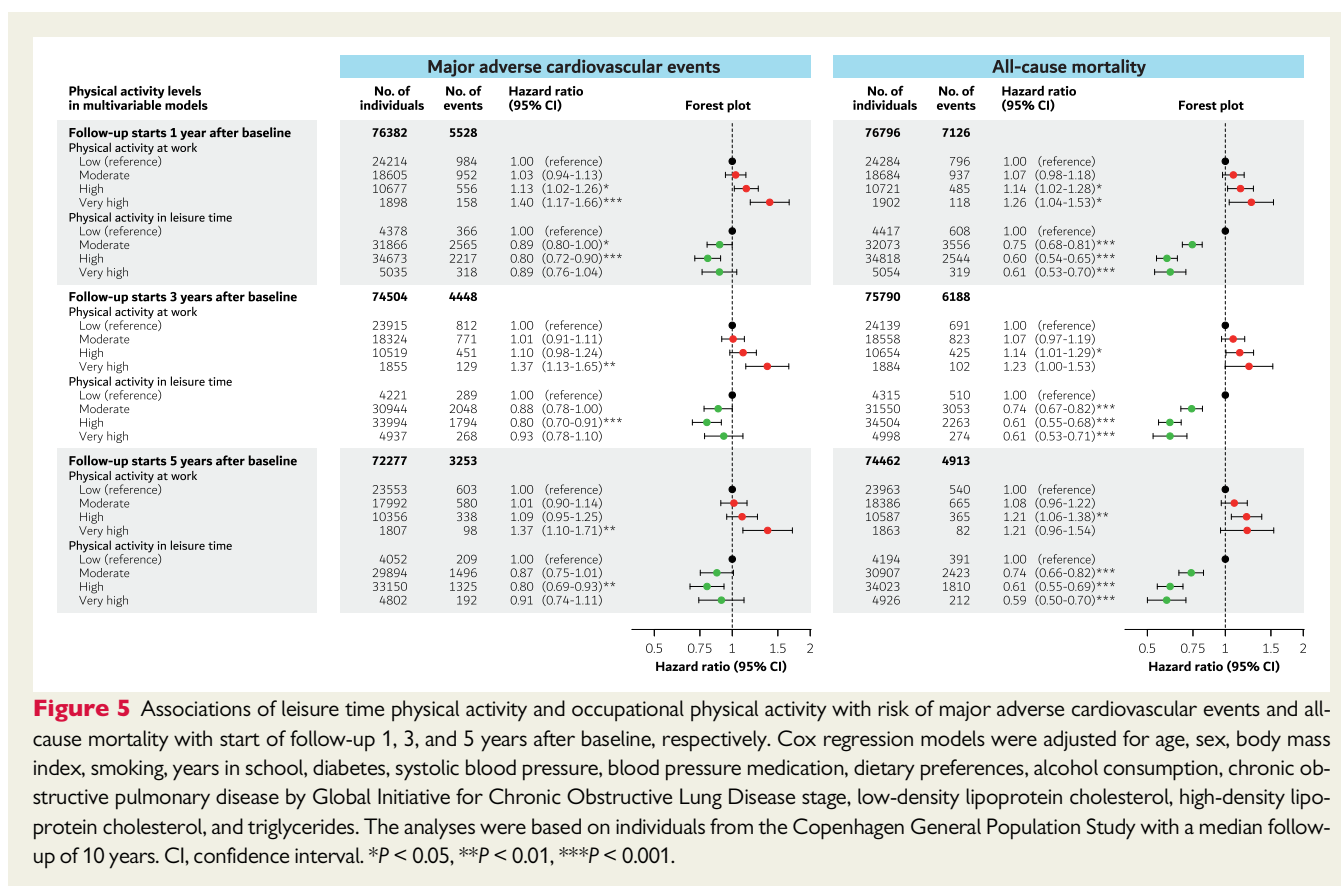 Major adverse cardiovascular events All-cause mortality
Physical activity levels in multivariable models No. of individuals No. of events Hazard ratio (95% CI) Forest plot No. of individuals No. of events Hazard ratio (95% CI) Forest plot
Follow-up starts 1 year after baseline 76382 5528 76796 7126
Physical activity at work
Low (reference) 24214 984 1.00 (reference) 24284 796 1.00 (reference)
Moderate 18605 952 1.03 (0.94-1.13) 18684 937 1.07 (0.98-1.18)
High 10677 556 1.13 (1.02-1.26)* 10721 485 1.14 (1.02-1.28)*
Very high 1898 158 1.40 (1.17-1.66)*** 1902 118 1.26 (1.04-1.53)*
Physical activity in leisure time
Low (reference) 4378 366 1.00 (reference) 4417 608 1.00 (reference)
Moderate 31866 2565 0.89 (0.80-1.00)* 32073 3556 0.75 (0.68-0.81)***
High 34673 2217 0.80 (0.72-0.90)*** 34818 2544 0.60 (0.54-0.65)***
Very high 5035 318 0.89 (0.76-1.04) 5054 319 0.61 (0.53-0.70)***
Follow-up starts 3 years after baseline 74504 4448 75790 6188
Physical activity at work
Low (reference) 23915 812 1.00 (reference) 24139 691 1.00 (reference)
Moderate 18324 771 1.01 (0.91-1.11) 18558 823 1.07 (0.97-1.19)
High 10519 451 1.10 (0.98-1.24) 10654 425 1.14 (1.01-1.29)*
Very high 1855 129 1.37 (1.13-1.65)** 1884 102 1.23 (1.00-1.53)
Physical activity in leisure time
Low (reference) 4221 289 1.00 (reference) 4315 510 1.00 (reference)
Moderate 30944 2048 0.88 (0.78-1.00) 31550 3053 0.74 (0.67-0.82)***
High 33994 1794 0.80 (0.70-0.91)*** 34504 2263 0.61 (0.55-0.68)***
Very high 4937 268 0.93 (0.78-1.10) 4998 274 0.61 (0.53-0.71)***
Follow-up starts 5 years after baseline 72277 3253 74462 4913
Physical activity at work
Low (reference) 23553 603 1.00 (reference) 23963 540 1.00 (reference)
Moderate 17992 580 1.01 (0.90-1.14) 18386 665 1.08 (0.96-1.22)
High 10356 338 1.09 (0.95-1.25) 10587 365 1.21 (1.06-1.38)**
Very high 1807 98 1.37 (1.10-1.71)** 1863 82 1.21 (0.96-1.54)
Physical activity in leisure time
Low (reference) 4052 209 1.00 (reference) 4194 391 1.00 (reference)
Moderate 29894 1496 0.87 (0.75-1.01) 30907 2423 0.74 (0.66-0.82)***
High 33150 1325 0.80 (0.69-0.93)** 34023 1810 0.61 (0.55-0.69)***
Very high 4802 192 0.91 (0.74-1.11) 4926 212 0.59 (0.50-0.70)***
0.5 0.75 1 1.5 2 0.5 0.75 1 1.5 2
Hazard ratio (95% CI) Hazard ratio (95% CI)
Figure 5 Associations of leisure time physical activity and occupational physical activity with risk of major adverse cardiovascular events and all-
cause mortality with start of follow-up 1, 3, and 5 years after baseline, respectively. Cox regression models were adjusted for age, sex, body mass
index, smoking, years in school, diabetes, systolic blood pressure, blood pressure medication, dietary preferences, alcohol consumption, chronic ob-
structive pulmonary disease by Global Initiative for Chronic Obstructive Lung Disease stage, low-density lipoprotein cholesterol, high-density lipo-
protein cholesterol, and triglycerides. The analyses were based on individuals from the Copenhagen General Population Study with a median follow-
up of 10 years. CI, confidence interval. *P < 0.05, **P < 0.01, ***P < 0.001.